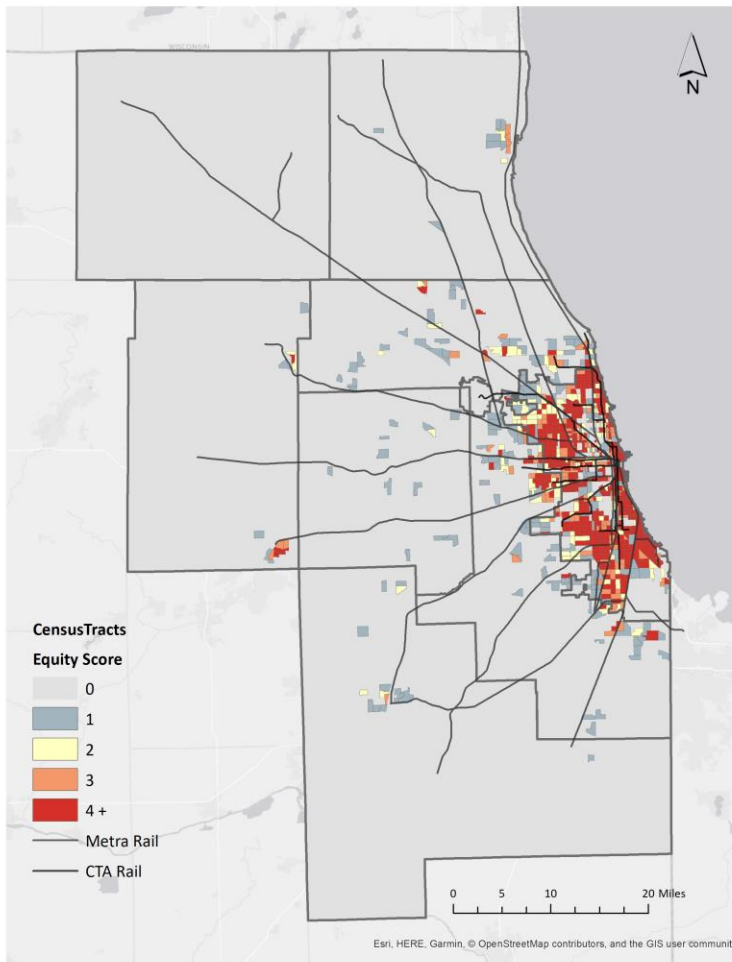 WISCONSIN
N
CensusTracts
Equity Score
0
1
2
3
4 +
Metra Rail
CTA Rail
0 5 10 20 Miles
Esri, HERE, Garmin, © OpenStreetMap contributors, and the GIS user communit